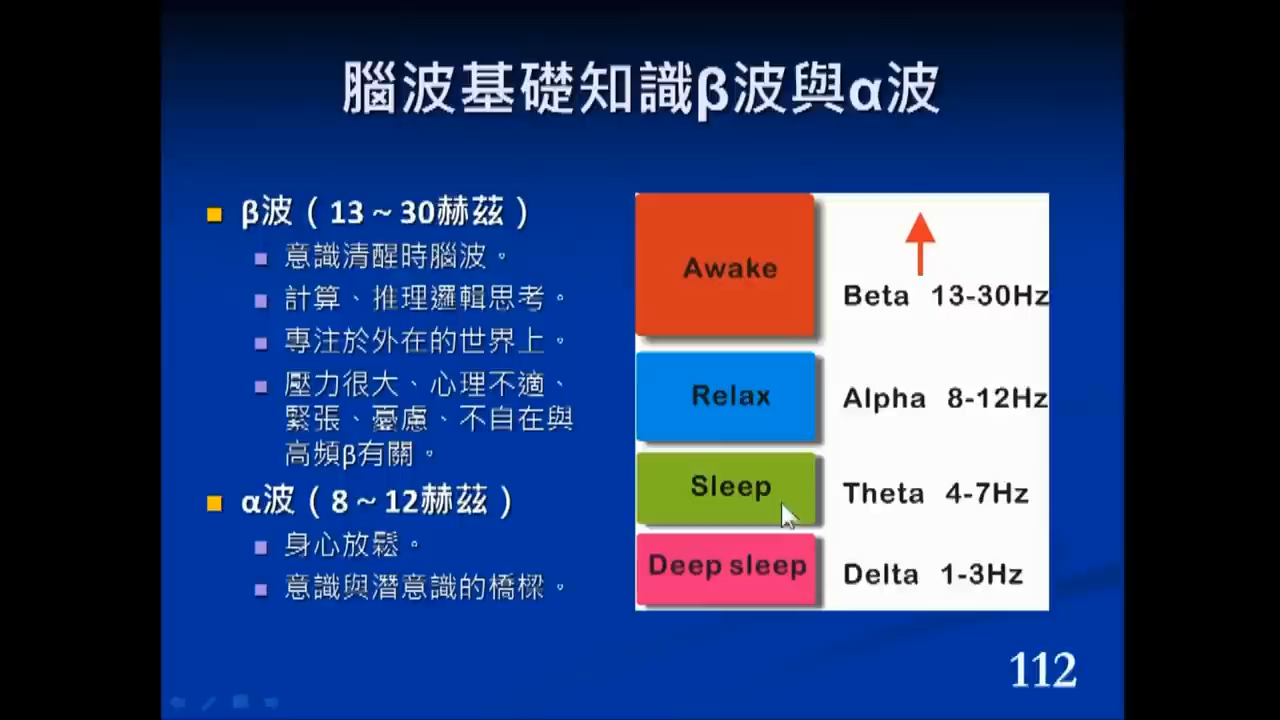 腦波基礎知識β波與α波
β波（13～30赫茲）
意識清醒時腦波。
計算、推理邏輯思考。
專注於外在的世界上。
壓力很大、心理不適、
緊張、憂慮、不自在與
高頻β有關。
α波（8～12赫茲）
身心放鬆。
意識與潛意識的橋樑。
Awake
Beta 13-30Hz
Relax
Alpha 8-12Hz
Sleep
Theta 4-7Hz
Deep sleep
Delta 1-3Hz
112